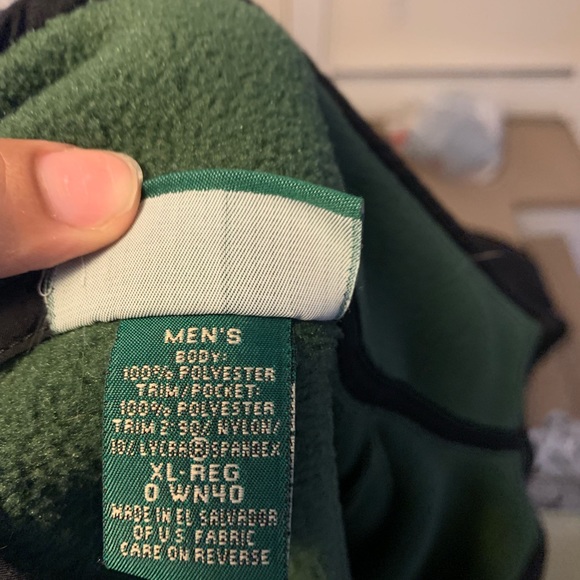 MEN'S
BODY:
100% POLYESTER
TRIM/POCKET:
100% POLYESTER
TRIM 2: 90% NYLON/
10% LYCRA® SPANDEX
XL-REG
0 WN40
MADE IN EL SALVADOR
OF U.S. FABRIC
CARE ON REVERSE